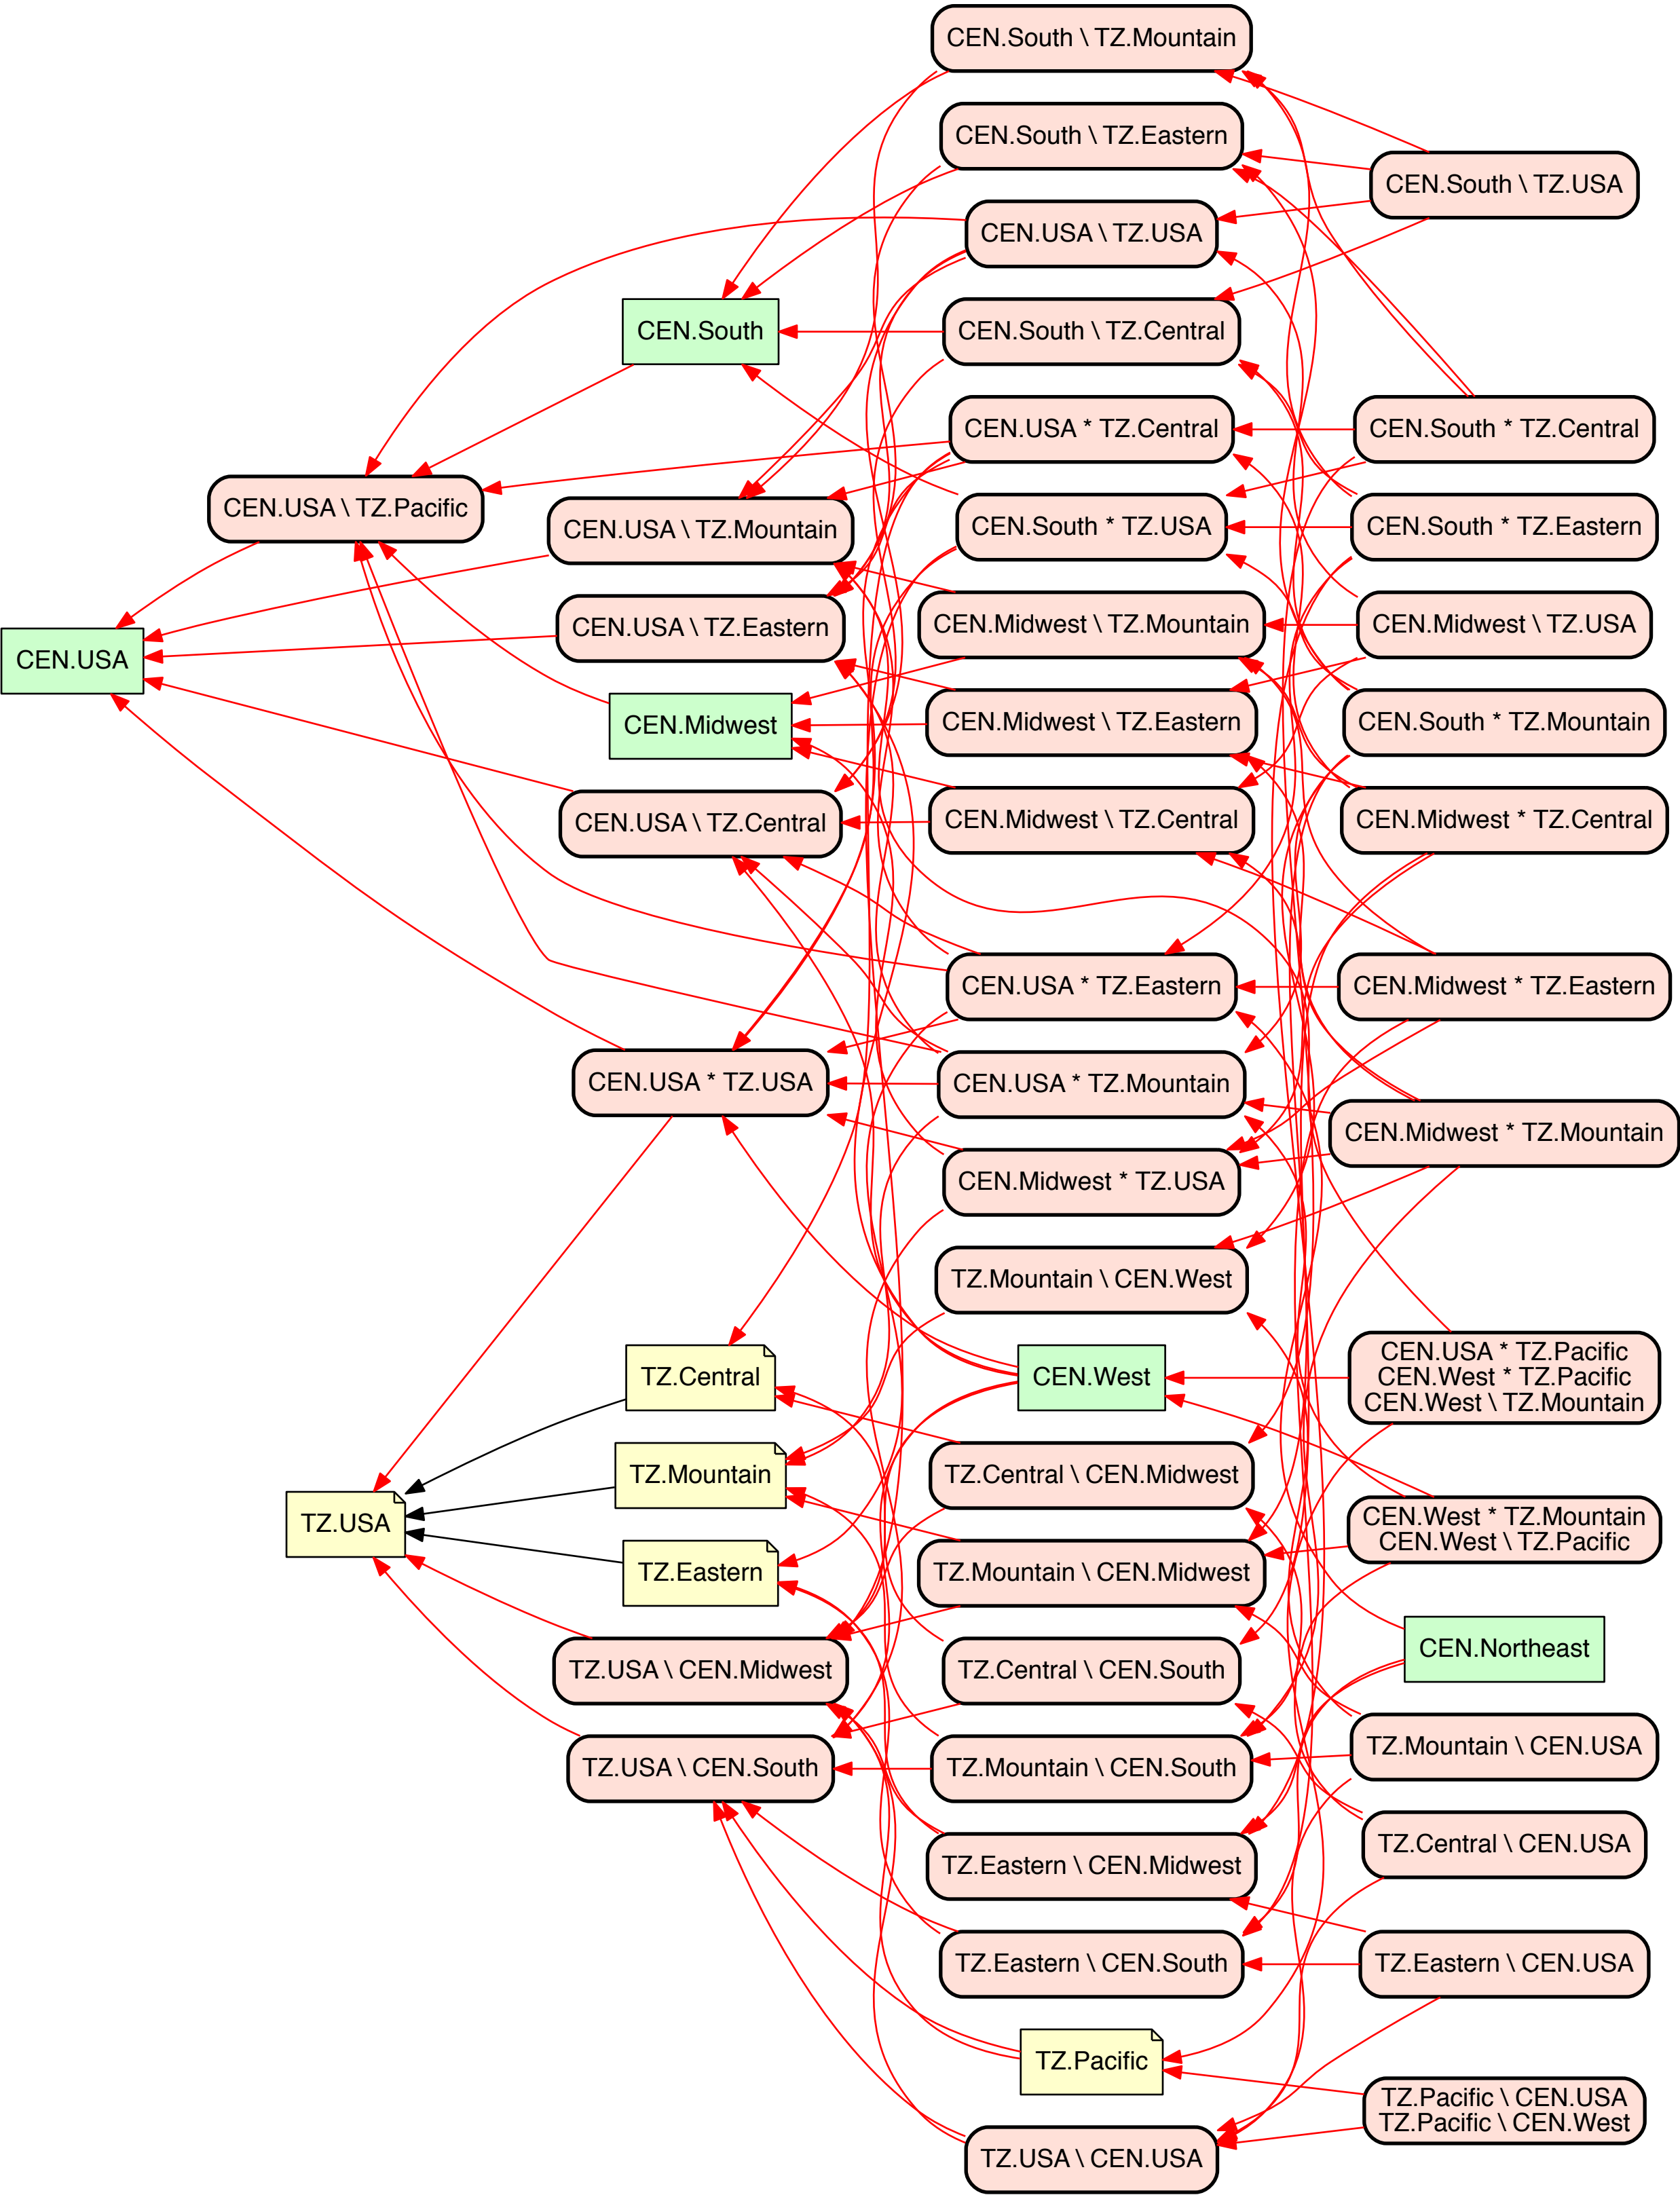 CEN.South \ TZ.Mountain
CEN.South \ TZ.Eastern
CEN.South \ TZ.USA
CEN.USA \ TZ.USA
CEN.South
CEN.South \ TZ.Central
CEN.USA * TZ.Central
CEN.South * TZ.Central
CEN.USA \ TZ.Pacific
CEN.USA \ TZ.Mountain
CEN.South * TZ.USA
CEN.South * TZ.Eastern
CEN.USA
CEN.USA \ TZ.Eastern
CEN.Midwest \ TZ.Mountain
CEN.Midwest \ TZ.USA
CEN.Midwest
CEN.Midwest \ TZ.Eastern
CEN.South * TZ.Mountain
CEN.USA \ TZ.Central
CEN.Midwest \ TZ.Central
CEN.Midwest * TZ.Central
CEN.USA * TZ.Eastern
CEN.Midwest * TZ.Eastern
CEN.USA * TZ.USA
CEN.USA * TZ.Mountain
CEN.Midwest * TZ.Mountain
CEN.Midwest * TZ.USA
TZ.Mountain \ CEN.West
TZ.Central
CEN.West
CEN.USA * TZ.Pacific
CEN.West * TZ.Pacific
CEN.West \ TZ.Mountain
TZ.Mountain
TZ.Central \ CEN.Midwest
TZ.USA
CEN.West * TZ.Mountain
CEN.West \ TZ.Pacific
TZ.Eastern
TZ.Mountain \ CEN.Midwest
CEN.Northeast
TZ.USA \ CEN.Midwest
TZ.Central \ CEN.South
TZ.Mountain \ CEN.USA
TZ.USA \ CEN.South
TZ.Mountain \ CEN.South
TZ.Central \ CEN.USA
TZ.Eastern \ CEN.Midwest
TZ.Eastern \ CEN.South
TZ.Eastern \ CEN.USA
TZ.Pacific
TZ.Pacific \ CEN.USA
TZ.Pacific \ CEN.West
TZ.USA \ CEN.USA